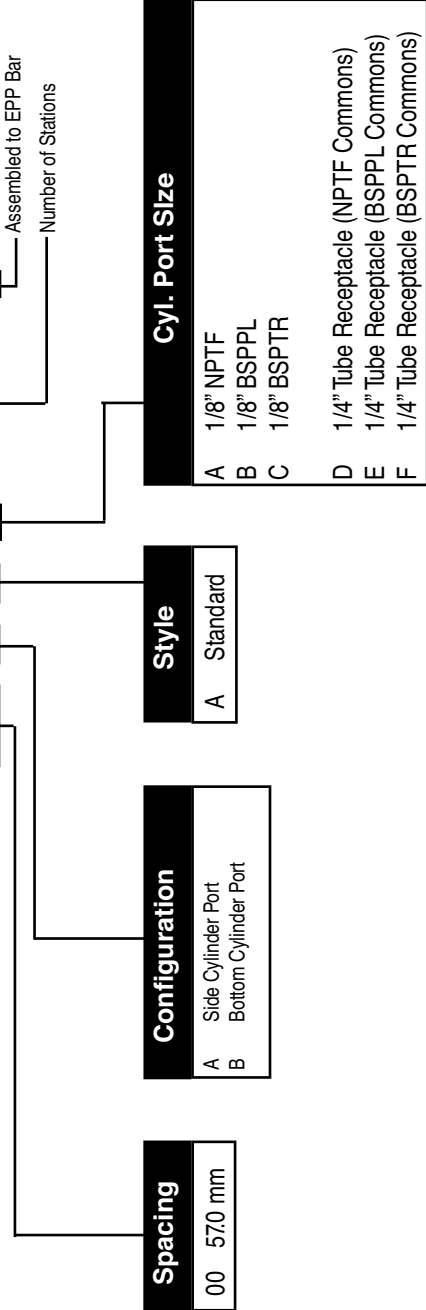 Assembled to EPP Bar
Number of Stations
Spacing
00 57.0 mm
Configuration
A Side Cylinder Port
B Bottom Cylinder Port
Style
A Standard
Cyl. Port SIze
A 1/8” NPTF
B 1/8” BSPPL
C 1/8” BSPTR
D 1/4” Tube Receptacle (NPTF Commons)
E 1/4” Tube Receptacle (BSPPL Commons)
F 1/4” Tube Receptacle (BSPTR Commons)